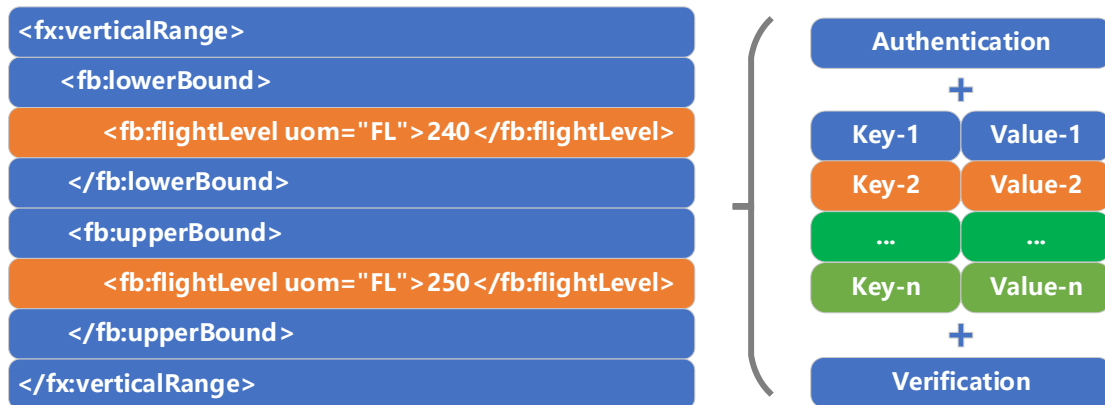 <fx:verticalRange>
<fb:lowerBound>
<fb:flightLevel uom="FL">240</fb:flightLevel>
</fb:lowerBound>
<fb:upperBound>
<fb:flightLevel uom="FL">250</fb:flightLevel>
</fb:upperBound>
</fx:verticalRange>
Authentication
+
Key-1 Value-1
Key-2 Value-2
... ...
Key-n Value-n
+
Verification